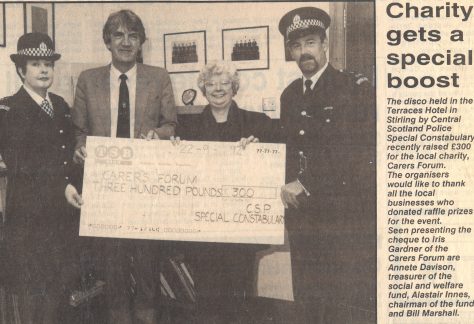 Charity
gets a
special
boost
The disco held in the
Terraces Hotel in
Stirling by Central
Scotland Police
Special Constabulary
recently raised £300
for the local charity,
Carers Forum.
The organisers
would like to thank
all the local
businesses who
donated raffle prizes
for the event.
Seen presenting the
cheque to Iris
Gardner of the
Carers Forum are
Annete Davison,
treasurer of the
social and welfare
fund, Alastair Innes,
chairman of the fund
and Bill Marshall.
TSB
77-77-77.
CARERS FORUM
THREE HUNDRED POUNDS £300
C.S.P.
SPECIAL CONSTABULARY